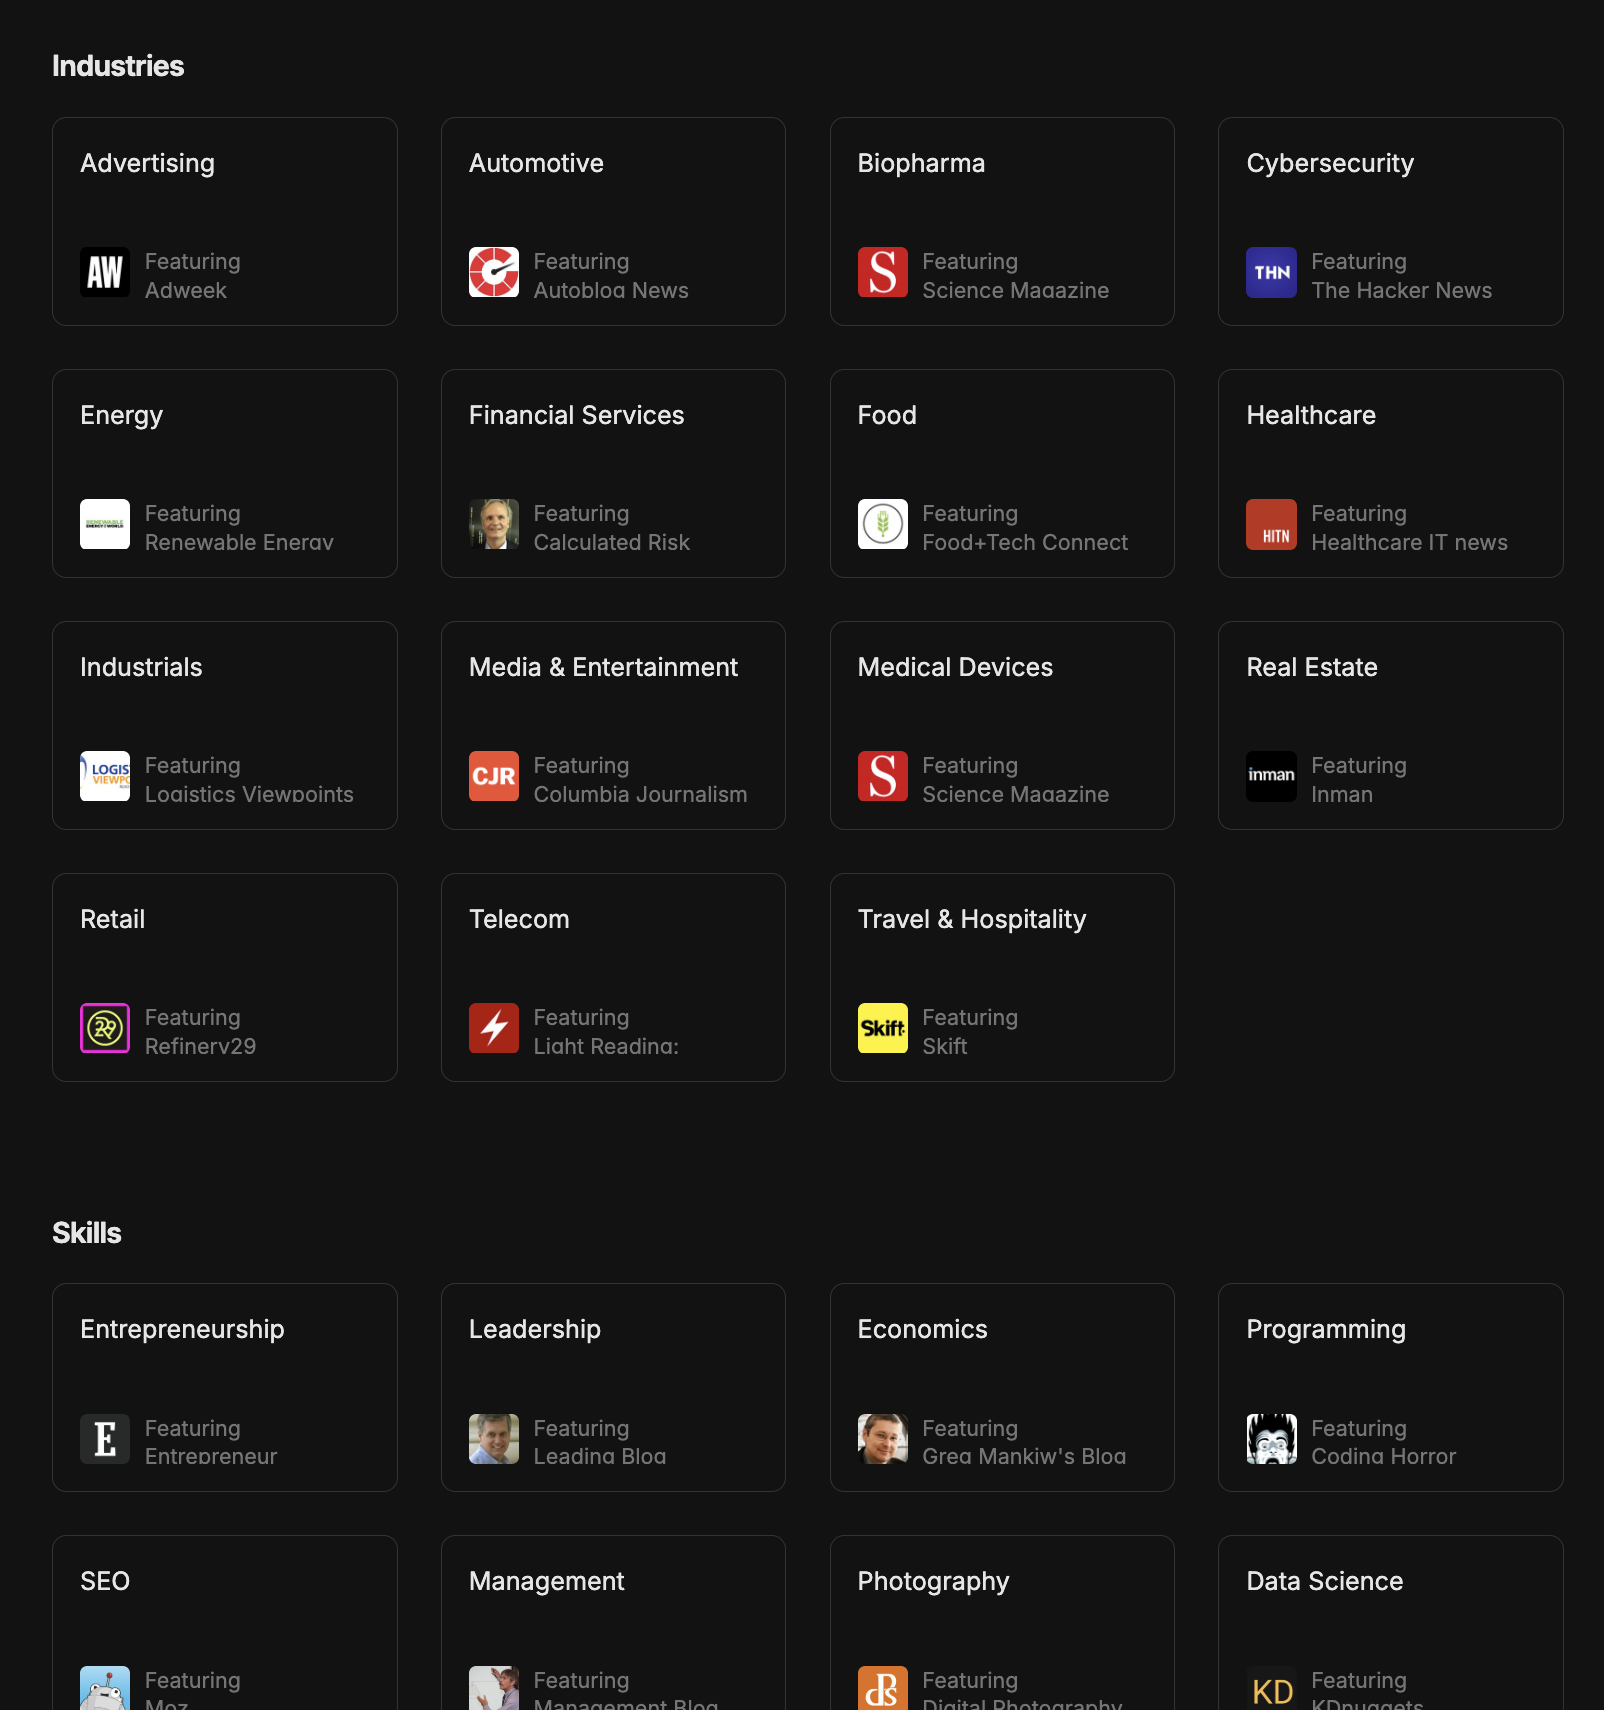 Industries
Advertising
AW
Featuring
Adweek
Automotive
Featuring
Autoblog News
Biopharma
S
Featuring
Science Magazine
Cybersecurity
THN
Featuring
The Hacker News
Energy
RENEWABLE
ENERGY WORLD
Featuring
Renewable Energy
Financial Services
Featuring
Calculated Risk
Food
Featuring
Food+Tech Connect
Healthcare
HITN
Featuring
Healthcare IT news
Industrials
LOGIS
VIEWPO
Featuring
Logistics Viewpoints
Media & Entertainment
CJR
Featuring
Columbia Journalism
Medical Devices
S
Featuring
Science Magazine
Real Estate
inman
Featuring
Inman
Retail
R29
Featuring
Refinery29
Telecom
Featuring
Light Reading:
Travel & Hospitality
Skift:
Featuring
Skift
Skills
Entrepreneurship
E
Featuring
Entrepreneur
Leadership
Featuring
Leading Blog
Economics
Featuring
Greg Mankiw's Blog
Programming
Featuring
Coding Horror
SEO
Featuring
Moz
Management
Featuring
Management Blog
Photography
dPs
Featuring
Digital Photography
Data Science
KD
Featuring
KDnuggets